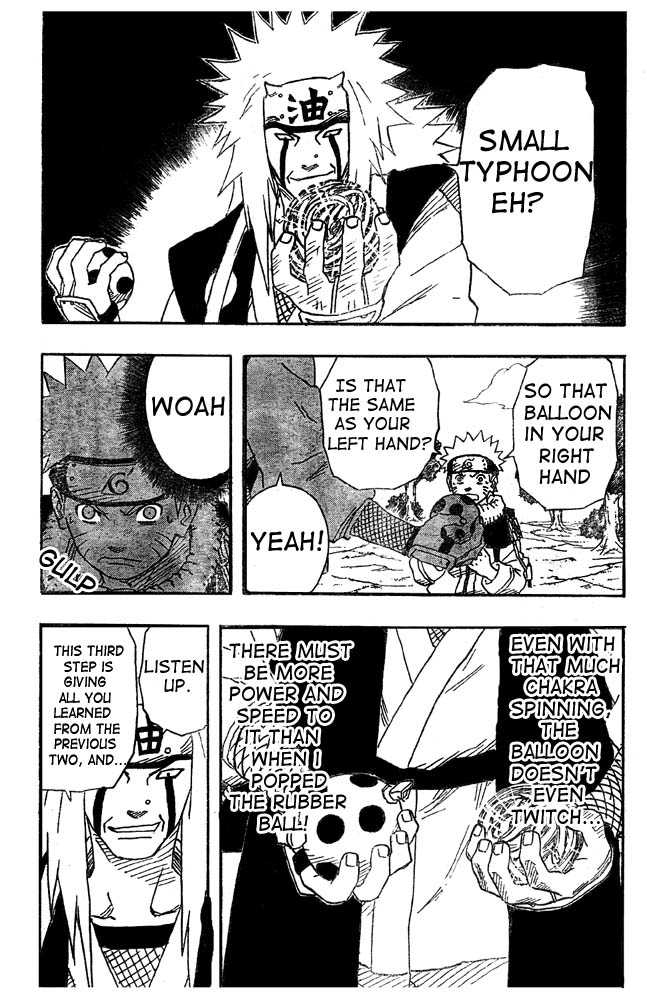 SMALL
TYPHOON
EH?
油
SO THAT
BALLOON
IN YOUR
RIGHT
HAND
IS THAT
THE SAME
AS YOUR
LEFT HAND?
YEAH!
WOAH
GULP
EVEN WITH
THAT MUCH
CHAKRA
SPINNING,
THE
BALLOON
DOESN'T
EVEN
TWITCH...
THERE MUST
BE MORE
POWER AND
SPEED TO
IT THAN
WHEN I
POPPED
THE RUBBER
BALL!
LISTEN
UP.
THIS THIRD
STEP IS
GIVING
ALL YOU
LEARNED
FROM THE
PREVIOUS
TWO, AND...
油